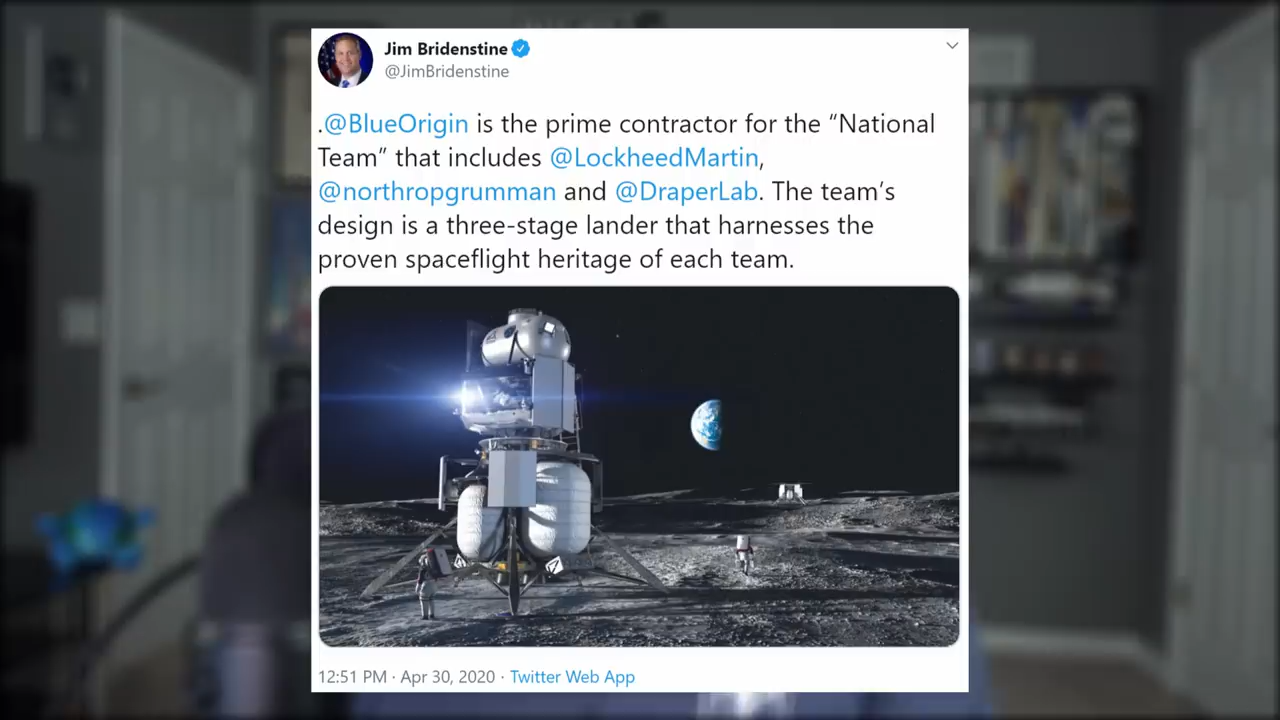 Jim Bridenstine
@JimBridenstine
.@BlueOrigin is the prime contractor for the “National
Team” that includes @LockheedMartin,
@northropgrumman and @DraperLab. The team’s
design is a three-stage lander that harnesses the
proven spaceflight heritage of each team.
12:51 PM · Apr 30, 2020 · Twitter Web App